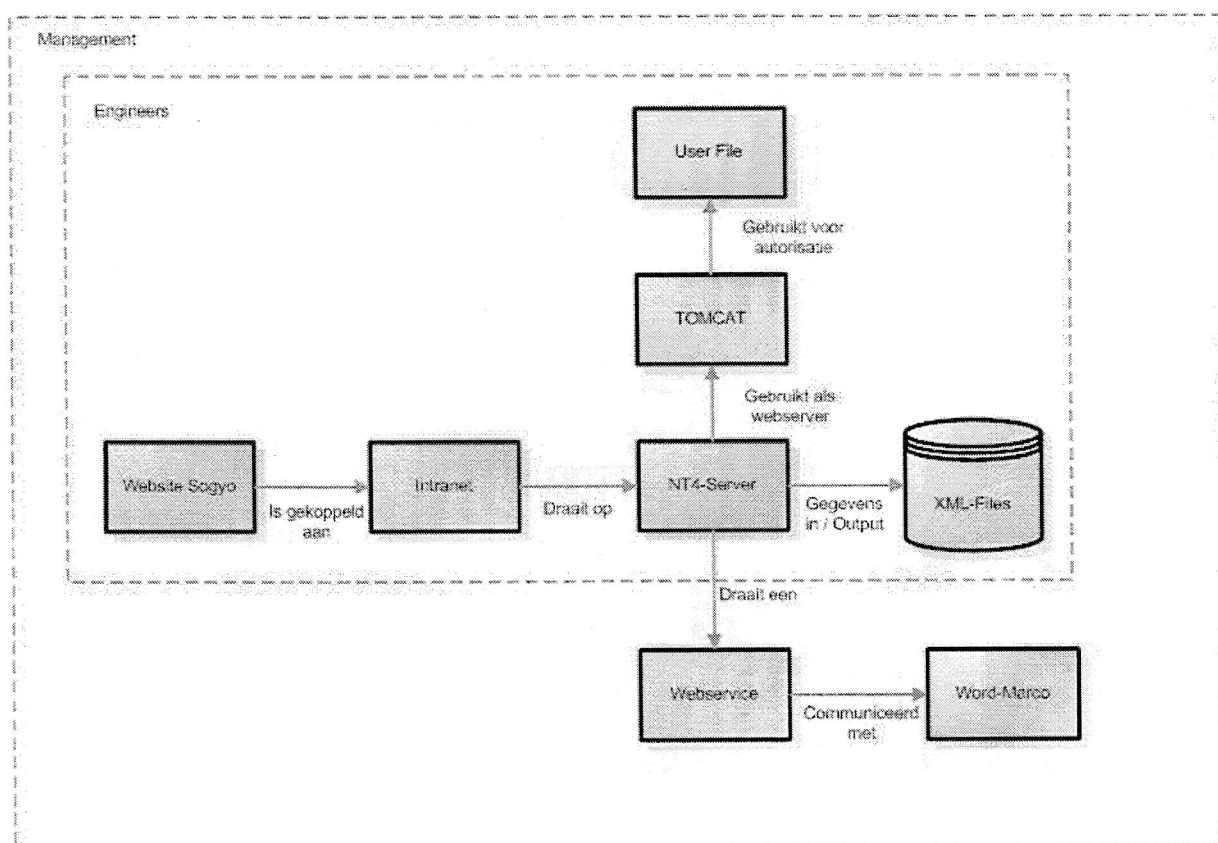 Management
Engineers
User File
Gebruikt voor
autorisatie
TOMCAT
Gebruikt als
webserver
Website Sogyo
Is gekoppeld
aan
Intranet
Draait op
NT4-Server
Gegevens
in / Output
XML-Files
Draait een
Webservice
Communiceerd
met
Word-Marco